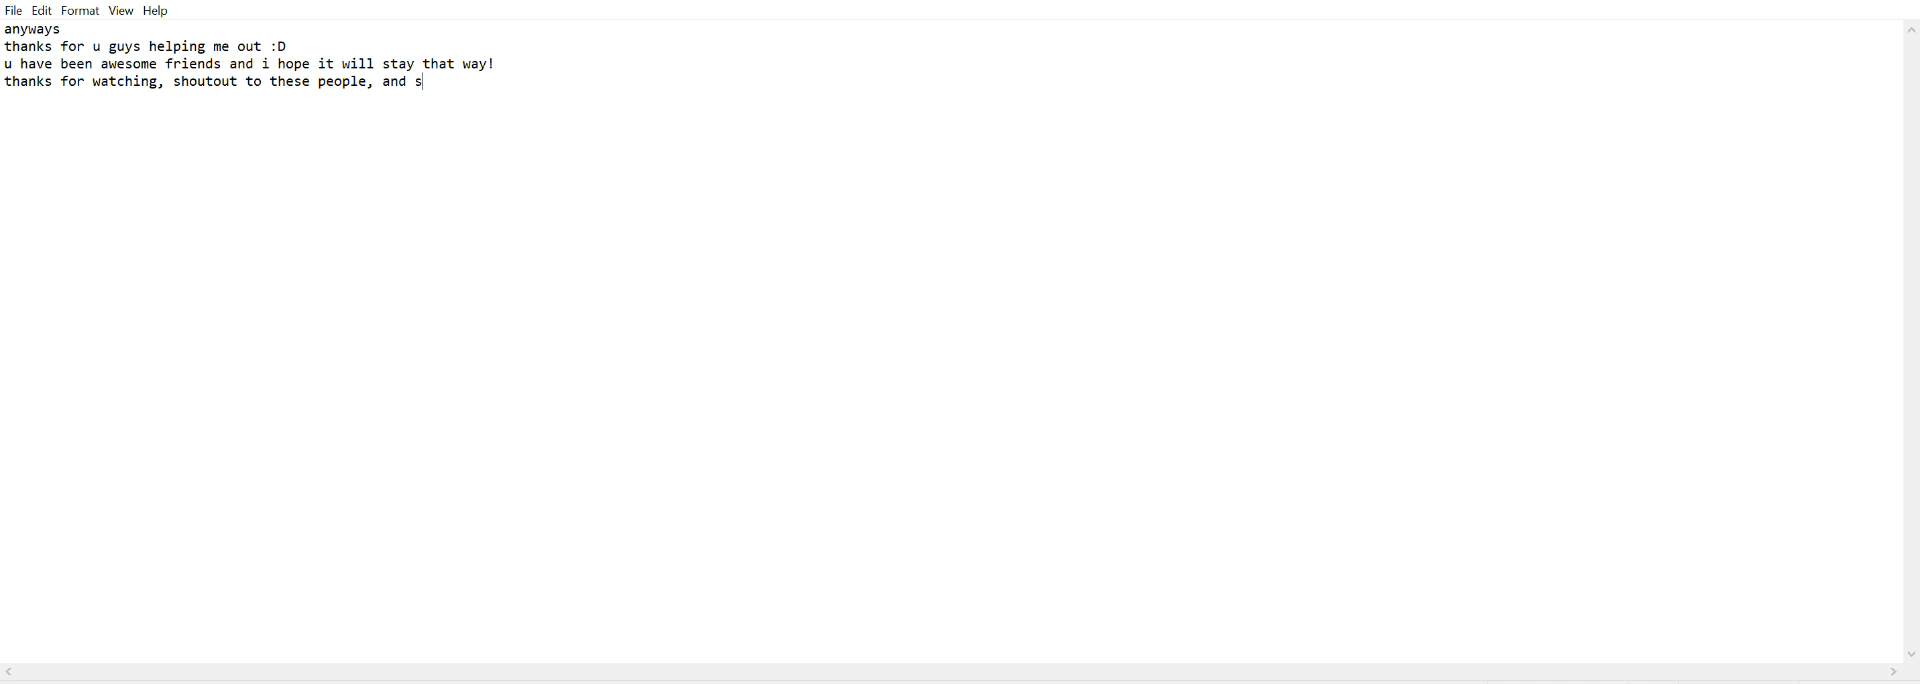 File Edit Format View Help
anyways
thanks for u guys helping me out :D
u have been awesome friends and i hope it will stay that way!
thanks for watching, shoutout to these people, and s